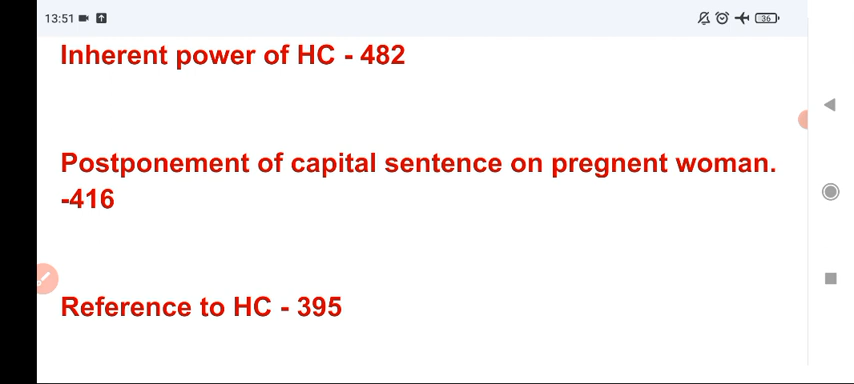 13:51
36
Inherent power of HC - 482
Postponement of capital sentence on pregnent woman.
-416
Reference to HC - 395